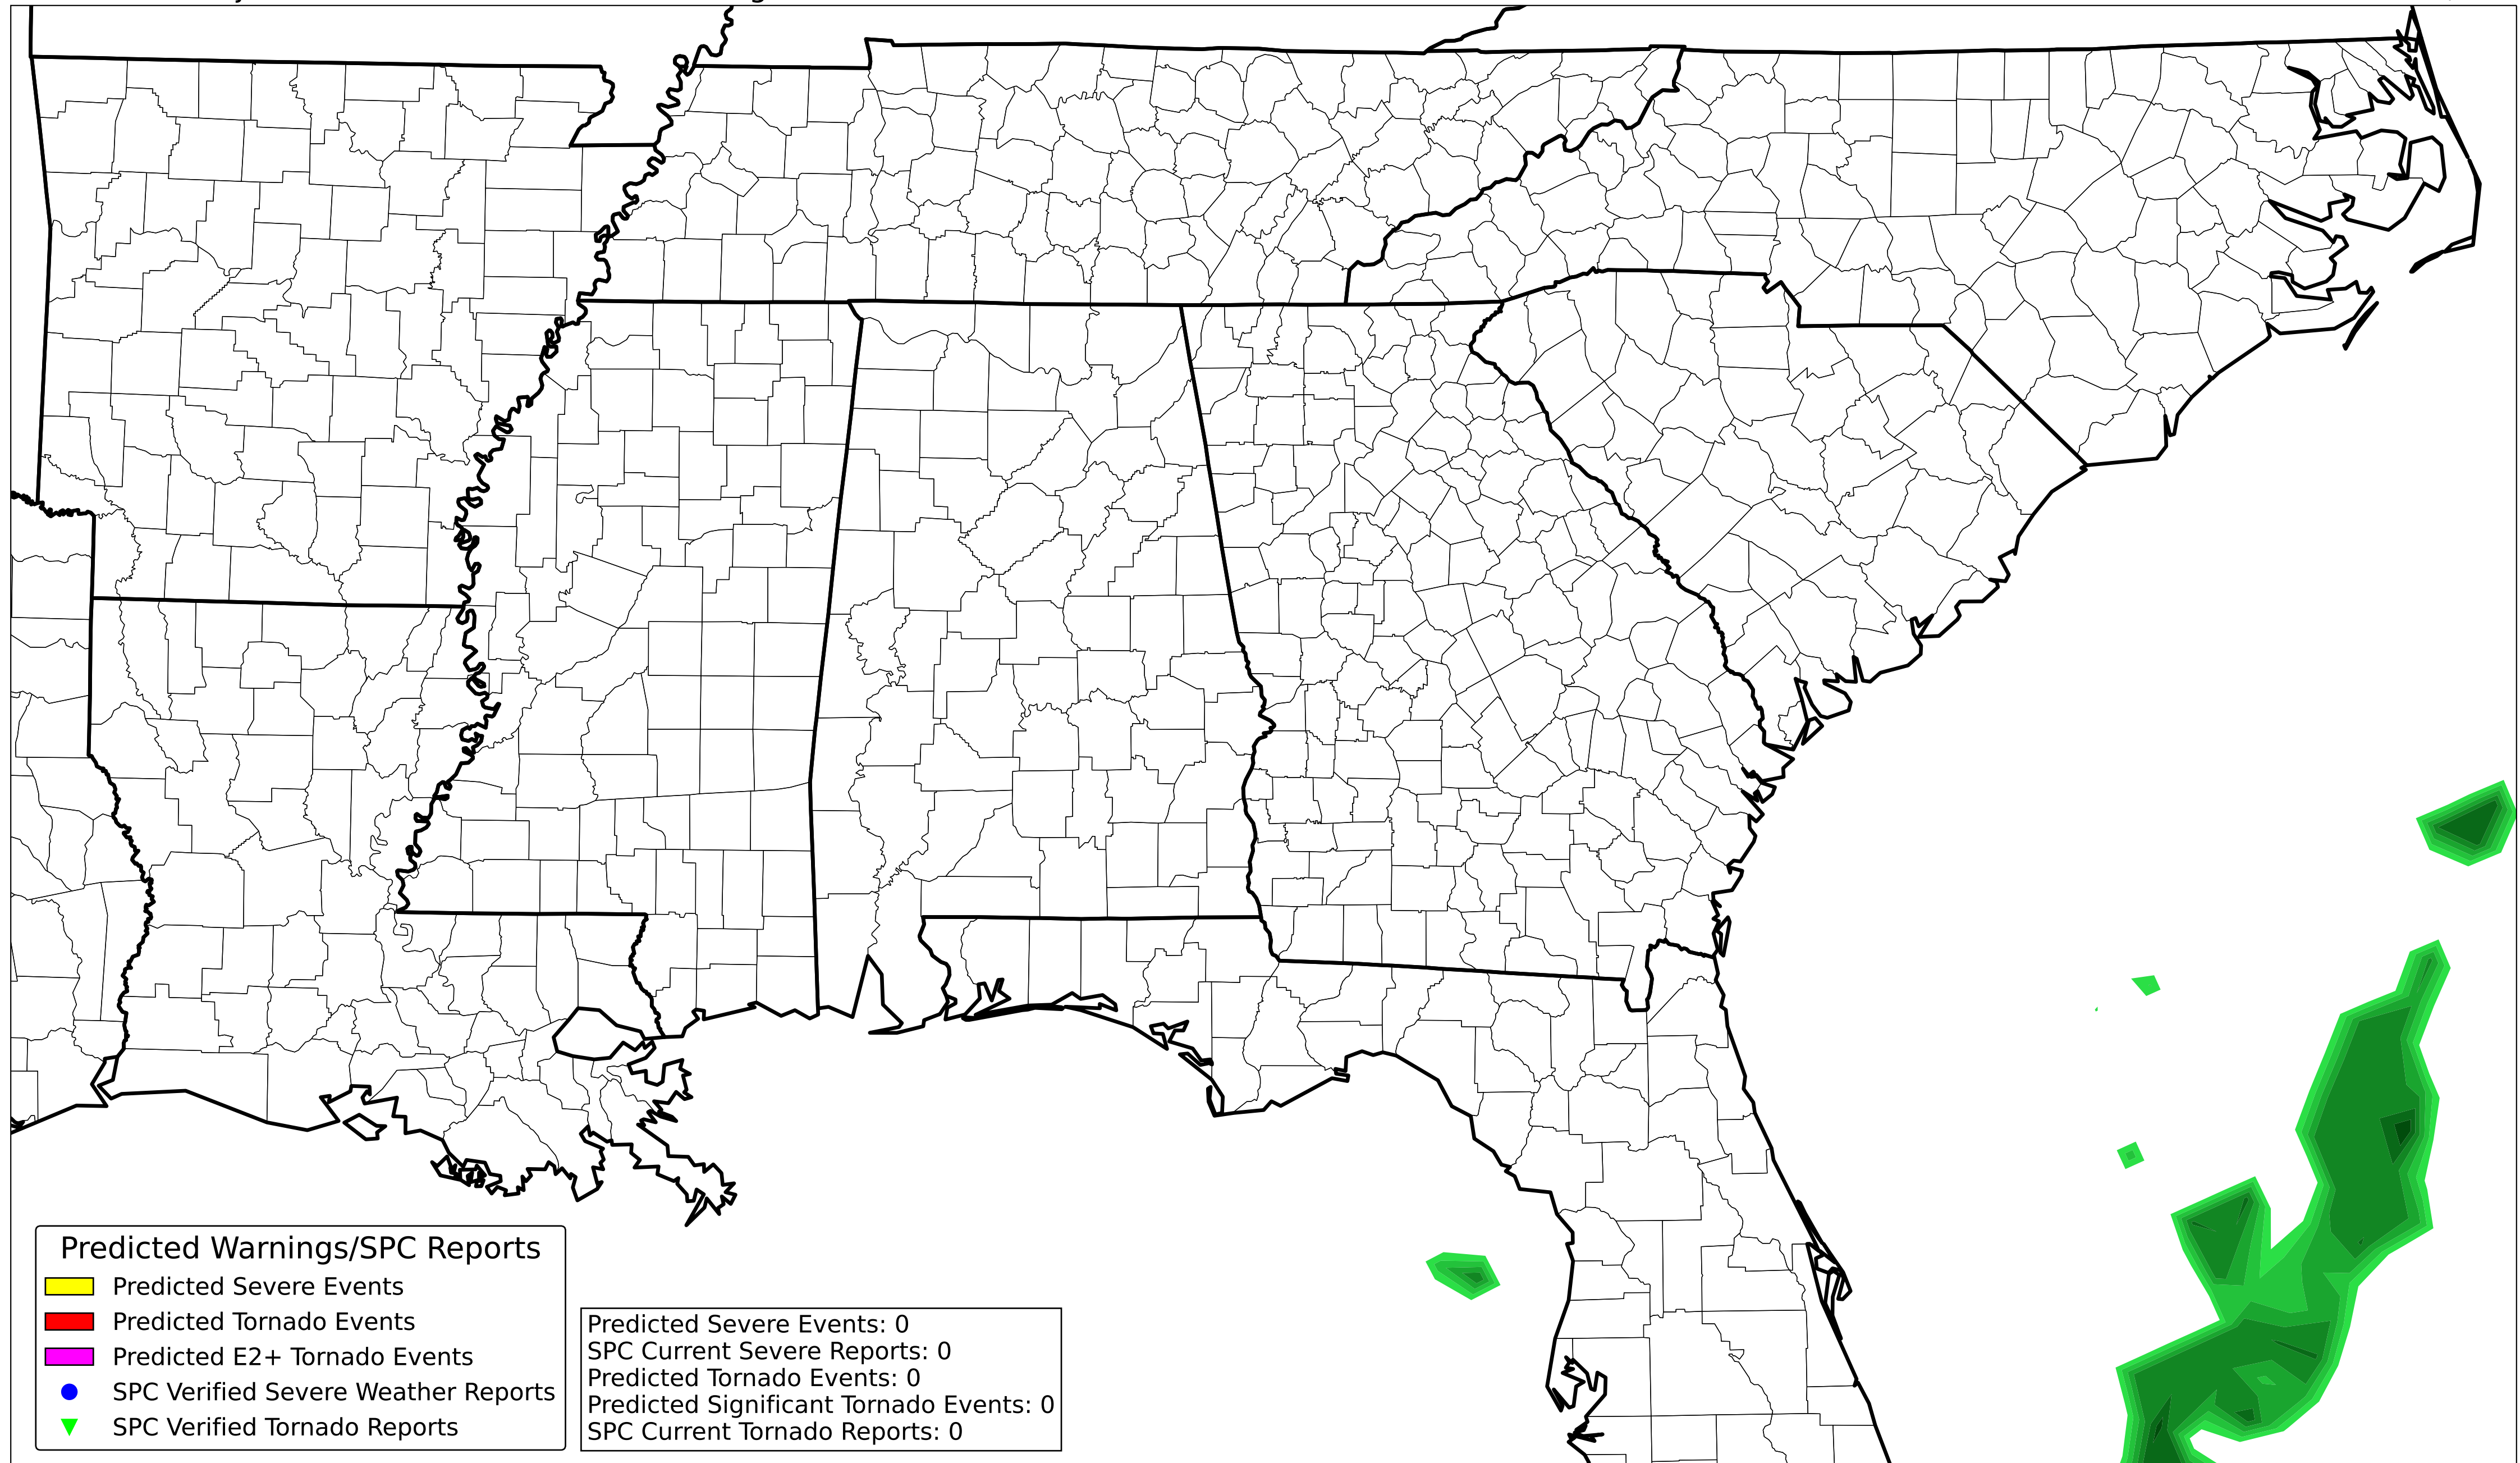 Predicted Warnings/SPC Reports
Predicted Severe Events
Predicted Tornado Events
Predicted E2+ Tornado Events
SPC Verified Severe Weather Reports
SPC Verified Tornado Reports
Predicted Severe Events: 0
SPC Current Severe Reports: 0
Predicted Tornado Events: 0
Predicted Significant Tornado Events: 0
SPC Current Tornado Reports: 0